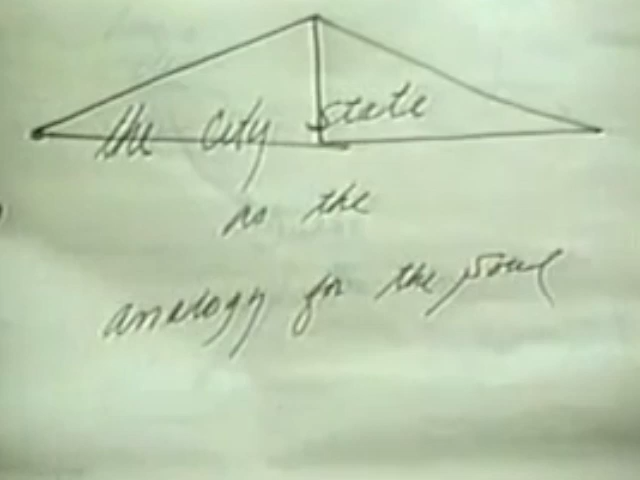 the city state
as the
analogy for the soul